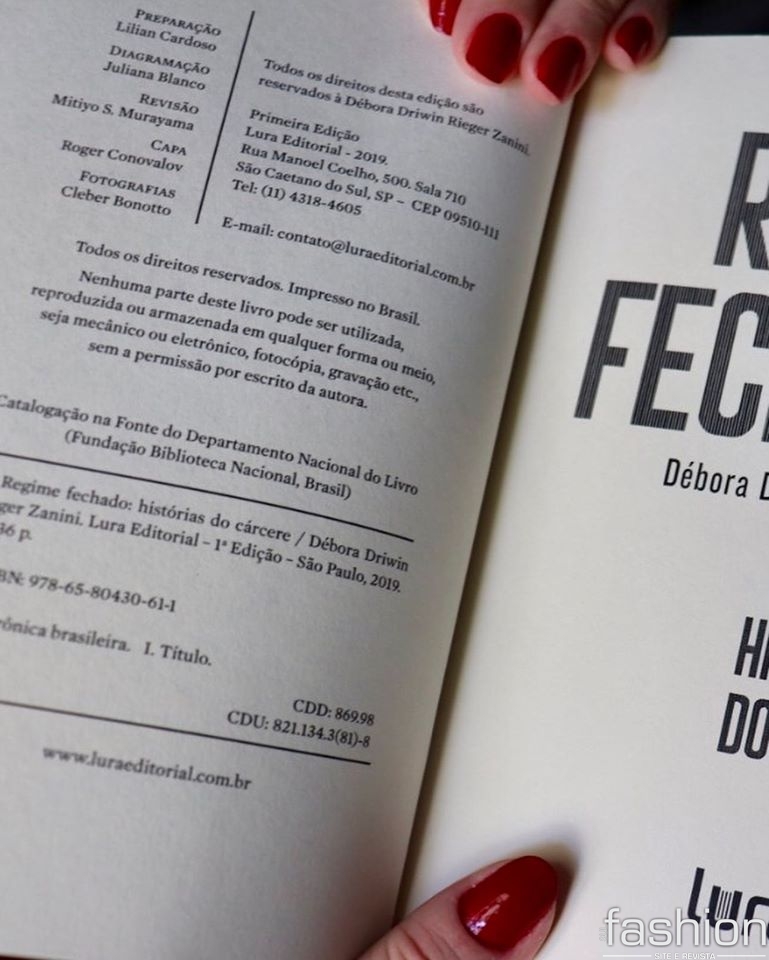 PREPARAÇÃO
Lilian Cardoso
DIAGRAMAÇÃO
Juliana Blanco
REVISÃO
Mitiyo S. Murayama
CAPA
Roger Conovalov
FOTOGRAFIAS
Cleber Bonotto
Todos os direitos desta edição são
reservados à Débora Driwin Rieger Zanini.
Primeira Edição
Lura Editorial - 2019.
Rua Manoel Coelho, 500. Sala 710
São Caetano do Sul, SP – CEP 09510-111
Tel: (11) 4318-4605
E-mail: contato@luraeditorial.com.br
Todos os direitos reservados. Impresso no Brasil.
Nenhuma parte deste livro pode ser utilizada,
reproduzida ou armazenada em qualquer forma ou meio,
seja mecânico ou eletrônico, fotocópia, gravação etc.,
sem a permissão por escrito da autora.
Catalogação na Fonte do Departamento Nacional do Livro
(Fundação Biblioteca Nacional, Brasil)
Regime fechado: histórias do cárcere / Débora Driwin
ger Zanini. Lura Editorial – 1ª Edição – São Paulo, 2019.
36 p.
BN: 978-65-80430-61-1
rônica brasileira. I. Título.
CDD: 869.98
CDU: 821.134.3(81)-8
www.luraeditorial.com.br
R
FEC
Débora D
HI
DO
lura
fashion
SITE E REVISTA